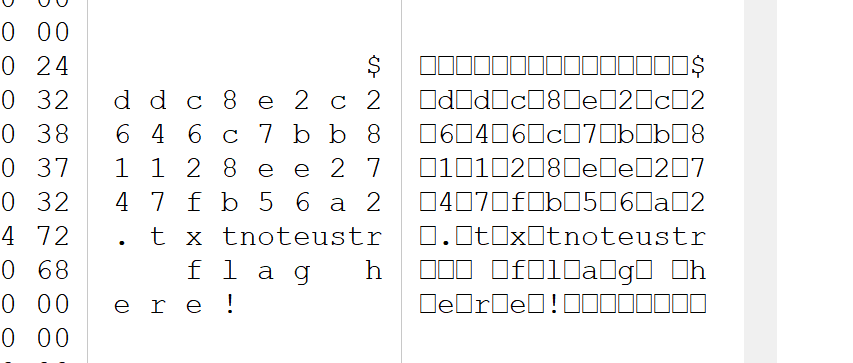 0 00
0 24 $ □□□□□□□□□□□□□□□$
0 32 d d c 8 e 2 c 2 □d□d□c□8□e□2□c□2
0 38 6 4 6 c 7 b b 8 □6□4□6□c□7□b□b□8
0 37 1 1 2 8 e e 2 7 □1□1□2□8□e□e□2□7
0 32 4 7 f b 5 6 a 2 □4□7□f□b□5□6□a□2
4 72 . t x tnoteustr □.□t□x□tnoteustr
0 68 f l a g h □□□ □f□l□a□g□ □h
0 00 e r e ! □e□r□e□!□□□□□□□□
0 00